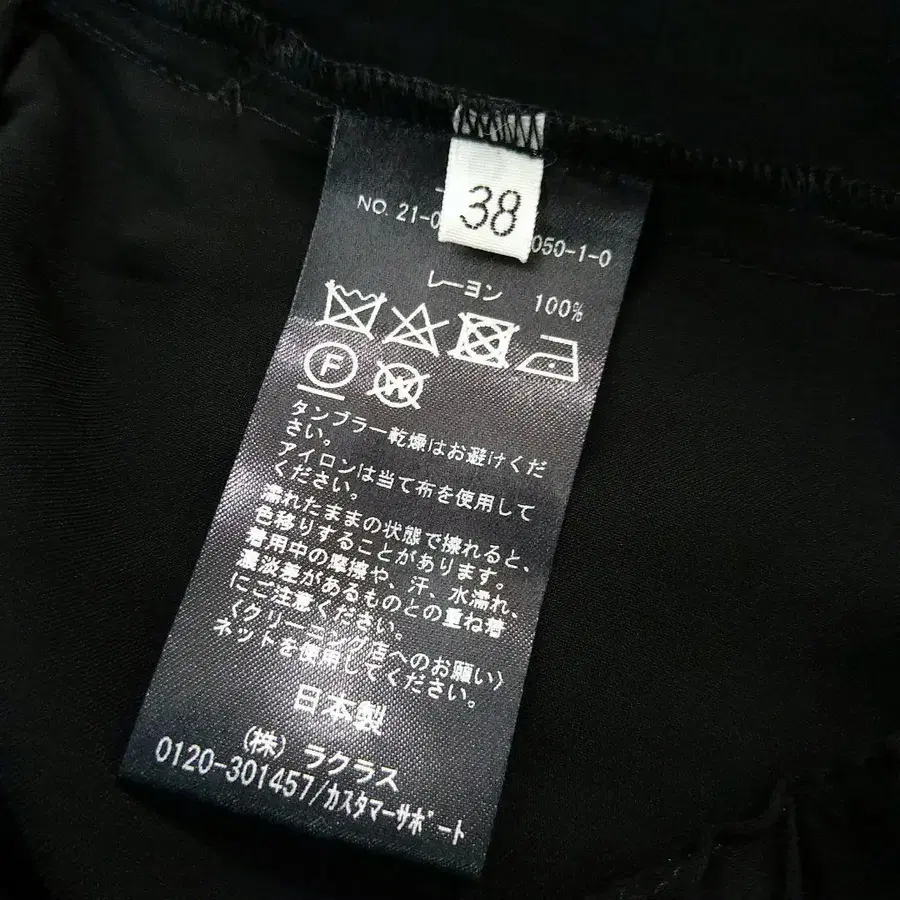 38
NO. 21-0 050-1-0
レーヨン 100%
F
W
タンブラー乾燥はお避けくだ
さい。
アイロンは当て布を使用して
ください。
濡れたままの状態で擦れると、
色移りすることがあります。
着用中の摩擦や、汗、水濡れ、
濃淡差があるものとの重ね着
にご注意ください。
〈クリーニング店へのお願い〉
ネットを使用してください。
日本製
(株) ラクラス
0120-301457/カスタマーサポート